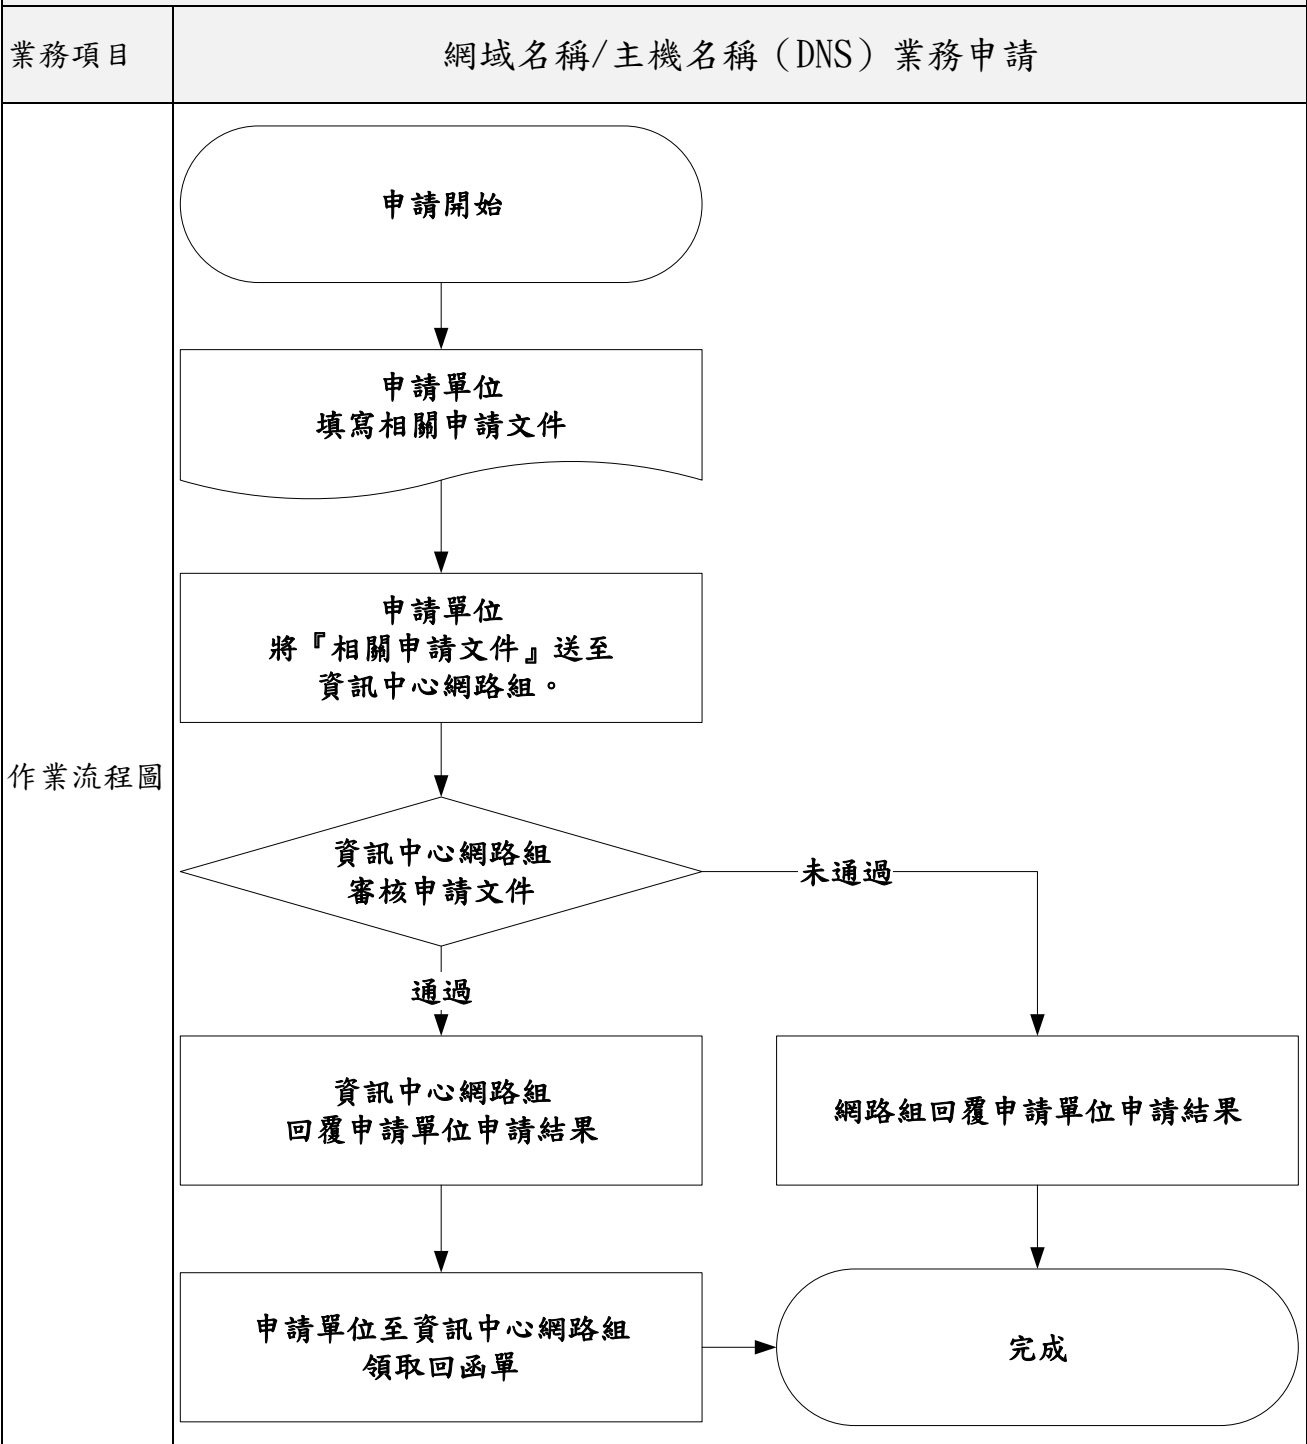 業務項目
網域名稱/主機名稱（DNS）業務申請
作業流程圖
申請開始
申請單位
填寫相關申請文件
申請單位
將『相關申請文件』送至
資訊中心網路組。
資訊中心網路組
審核申請文件
未通過
通過
資訊中心網路組
回覆申請單位申請結果
網路組回覆申請單位申請結果
申請單位至資訊中心網路組
領取回函單
完成